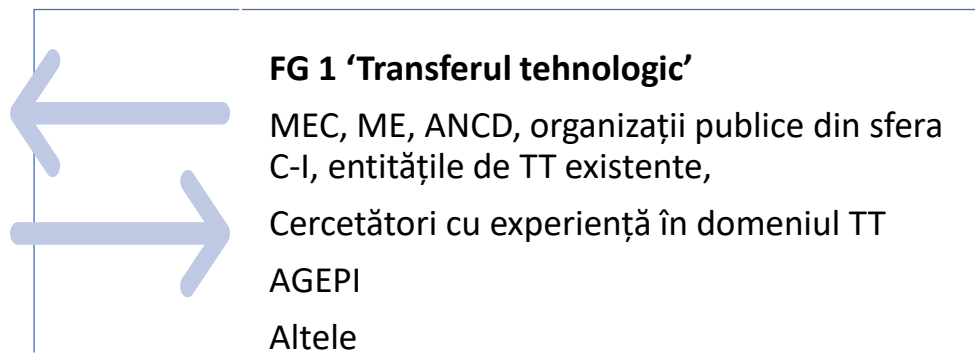 FG 1 ‘Transferul tehnologic’
MEC, ME, ANCD, organizații publice din sfera
C-I, entitățile de TT existente,
Cercetători cu experiență în domeniul TT
AGEPI
Altele